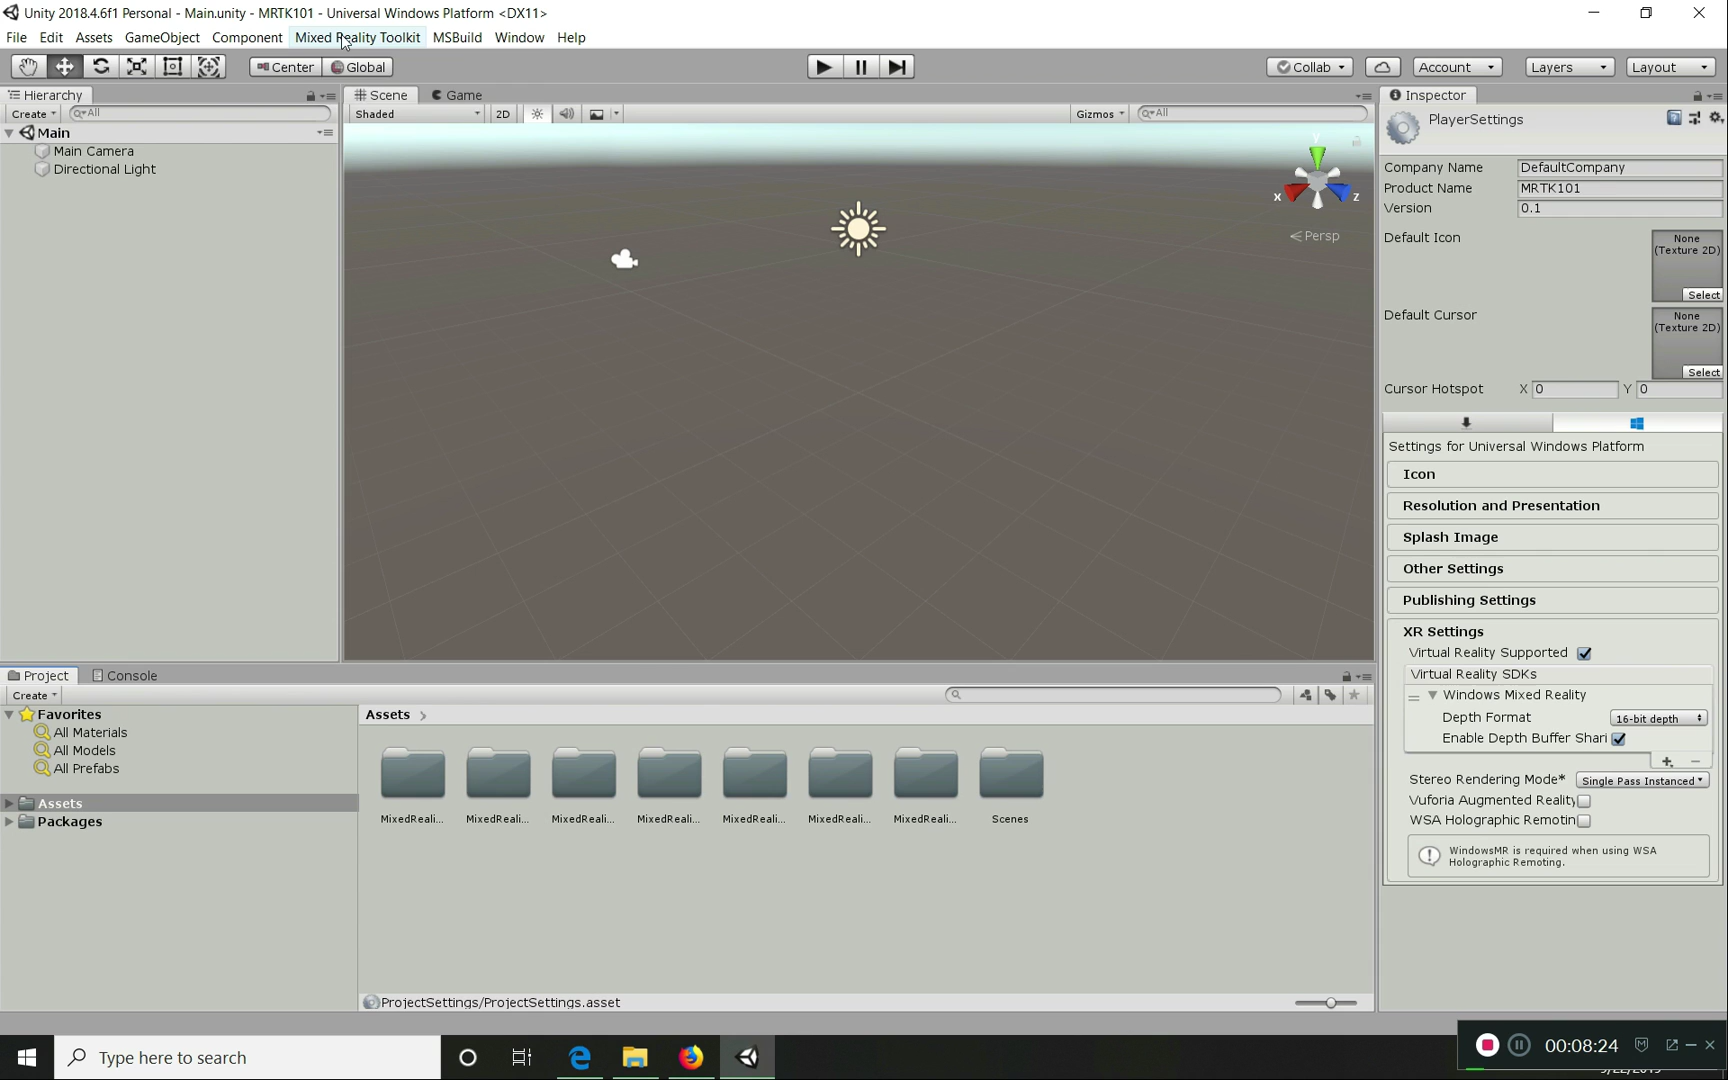 Unity 2018.4.6f1 Personal - Main.unity - MRTK101 - Universal Windows Platform <DX11>
File Edit Assets GameObject Component Mixed Reality Toolkit MSBuild Window Help
Center Global Collab Account Layers Layout
Hierarchy
Create All
Main
Main Camera
Directional Light
Scene Game
Shaded 2D Gizmos All
y
x z
Persp
Inspector
PlayerSettings
Company Name DefaultCompany
Product Name MRTK101
Version 0.1
Default Icon None
(Texture 2D)
Select
Default Cursor None
(Texture 2D)
Select
Cursor Hotspot X 0 Y 0
Settings for Universal Windows Platform
Icon
Resolution and Presentation
Splash Image
Other Settings
Publishing Settings
XR Settings
Virtual Reality Supported
Virtual Reality SDKs
Windows Mixed Reality
Depth Format 16-bit depth
Enable Depth Buffer Shari
Stereo Rendering Mode* Single Pass Instanced
Vuforia Augmented Reality
WSA Holographic Remotin
WindowsMR is required when using WSA
Holographic Remoting.
Project Console
Create
Favorites
All Materials
All Models
All Prefabs
Assets
Packages
Assets
MixedReali... MixedReali... MixedReali... MixedReali... MixedReali... MixedReali... MixedReali... Scenes
ProjectSettings/ProjectSettings.asset
Type here to search
00:08:24